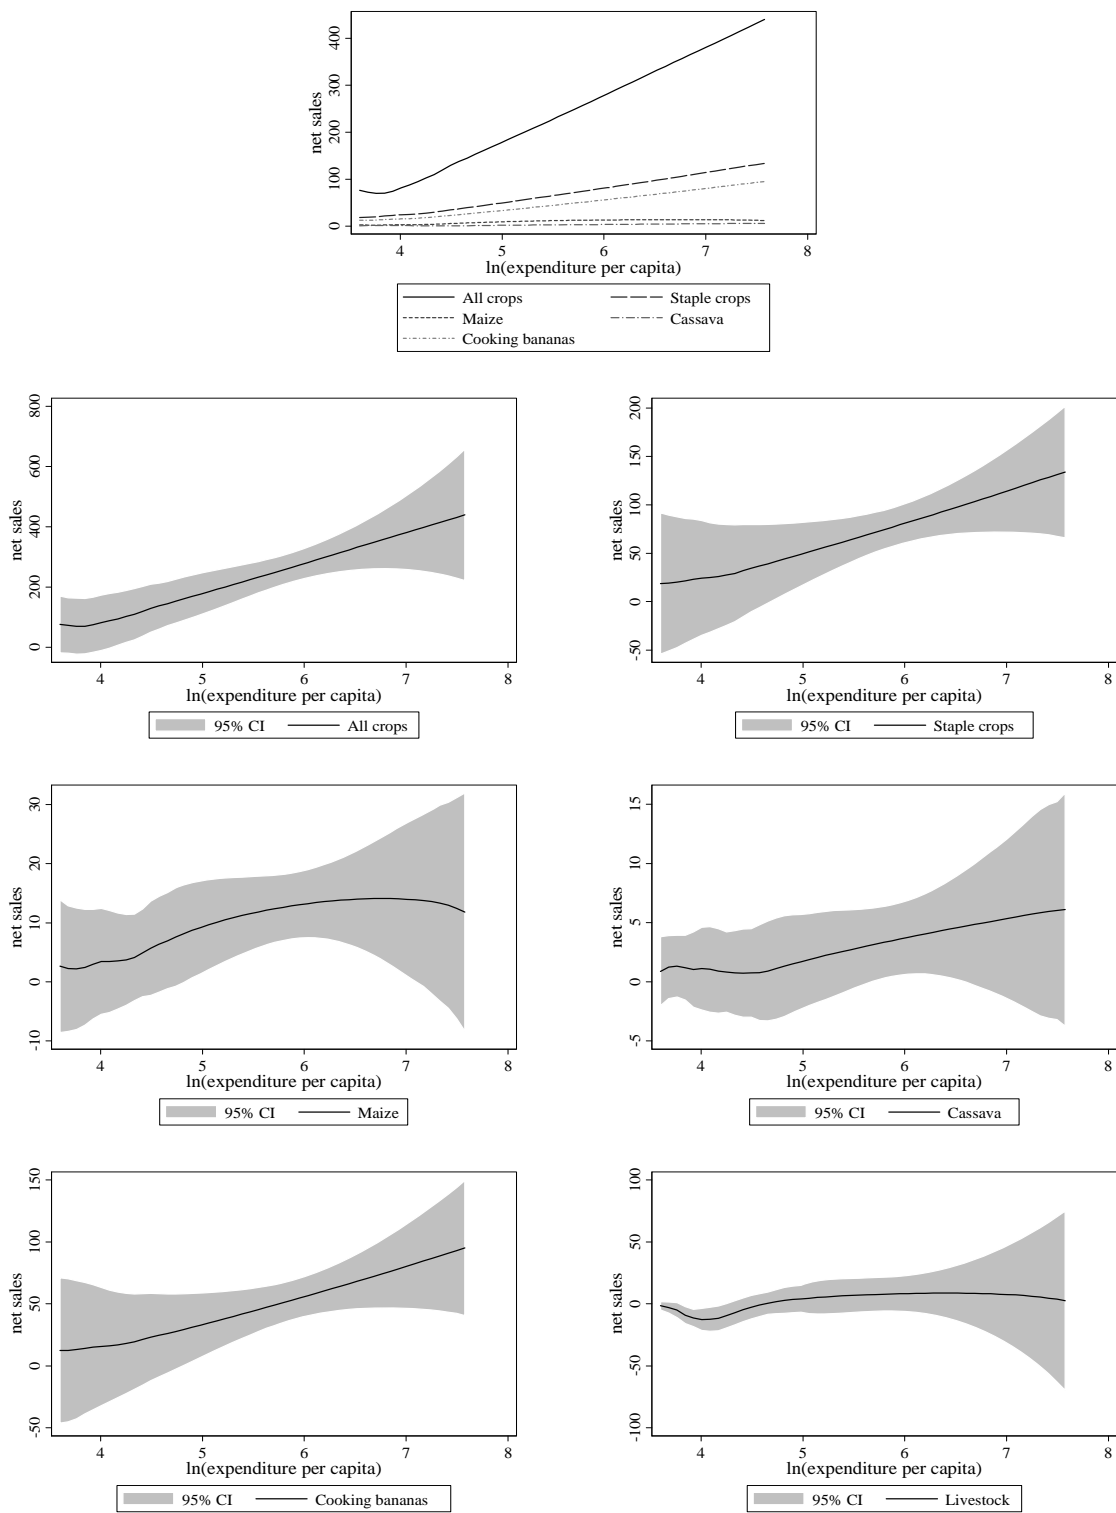 400
300
200
100
0
net sales
4 5 6 7 8
ln(expenditure per capita)
All crops Staple crops
Maize Cassava
Cooking bananas
800
600
400
200
0
net sales
4 5 6 7 8
ln(expenditure per capita)
95% CI All crops
200
150
100
50
0
-50
net sales
4 5 6 7 8
ln(expenditure per capita)
95% CI Staple crops
30
20
10
0
-10
net sales
4 5 6 7 8
ln(expenditure per capita)
95% CI Maize
15
10
5
0
-5
net sales
4 5 6 7 8
ln(expenditure per capita)
95% CI Cassava
150
100
50
0
-50
net sales
4 5 6 7 8
ln(expenditure per capita)
95% CI Cooking bananas
100
50
0
-50
-100
net sales
4 5 6 7 8
ln(expenditure per capita)
95% CI Livestock